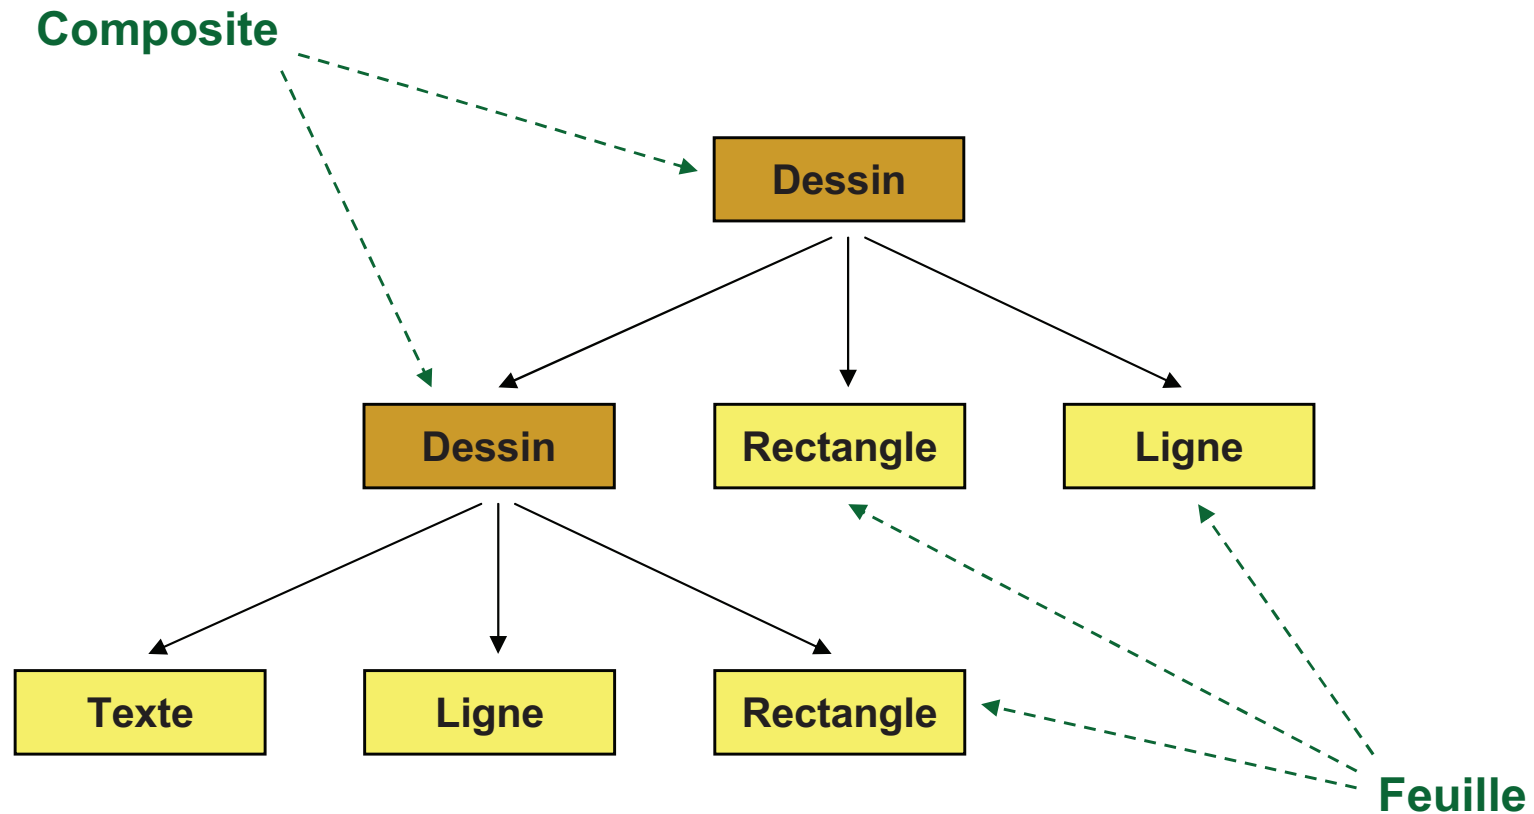 Composite
Dessin
Dessin
Rectangle
Ligne
Texte
Ligne
Rectangle
Feuille